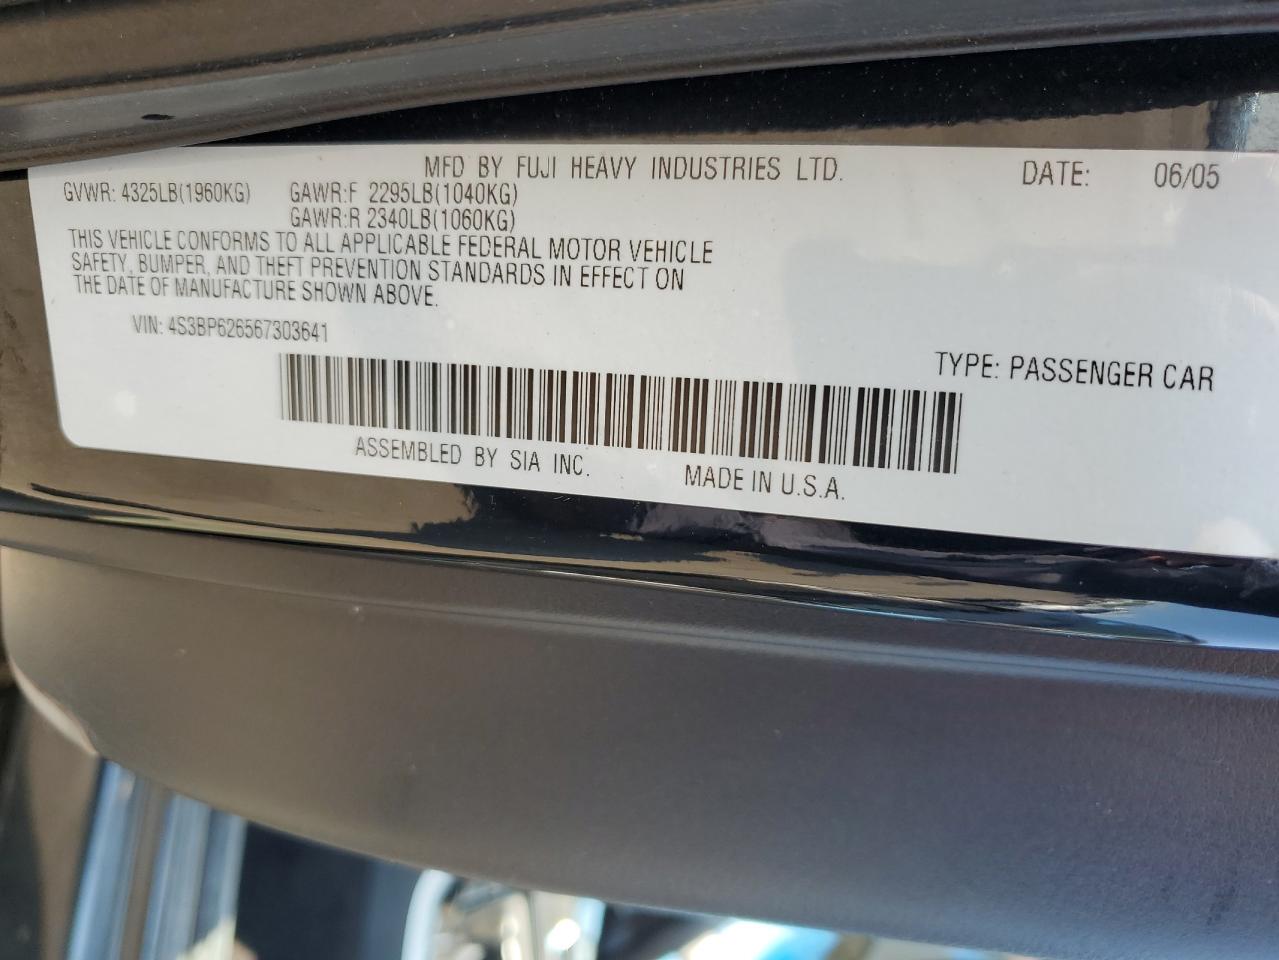 MFD BY FUJI HEAVY INDUSTRIES LTD. DATE: 06/05
GVWR: 4325LB(1960KG) GAWR:F 2295LB(1040KG)
GAWR:R 2340LB(1060KG)
THIS VEHICLE CONFORMS TO ALL APPLICABLE FEDERAL MOTOR VEHICLE
SAFETY, BUMPER, AND THEFT PREVENTION STANDARDS IN EFFECT ON
THE DATE OF MANUFACTURE SHOWN ABOVE.
VIN: 4S3BP626567303641
TYPE: PASSENGER CAR
ASSEMBLED BY SIA INC. MADE IN U.S.A.